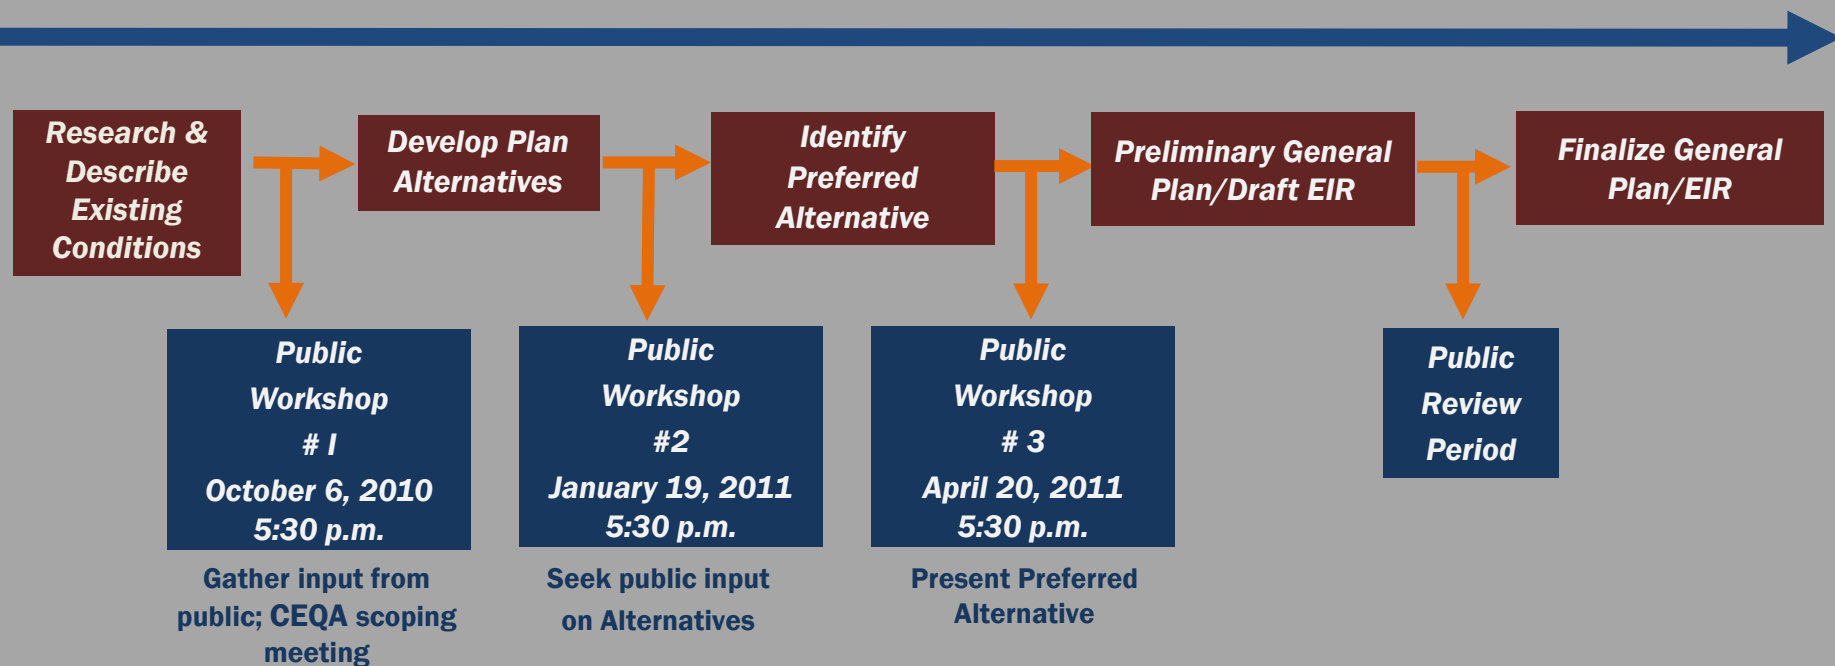 Research &
Describe
Existing
Conditions
Develop Plan
Alternatives
Identify
Preferred
Alternative
Preliminary General
Plan/Draft EIR
Finalize General
Plan/EIR
Public
Workshop
# I
October 6, 2010
5:30 p.m.
Public
Workshop
#2
January 19, 2011
5:30 p.m.
Public
Workshop
# 3
April 20, 2011
5:30 p.m.
Public
Review
Period
Gather input from
public; CEQA scoping
meeting
Seek public input
on Alternatives
Present Preferred
Alternative